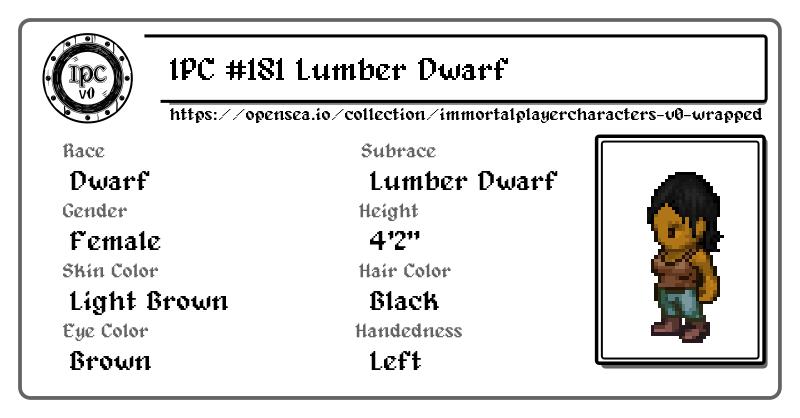 IPC
v0
IPC #181 Lumber Dwarf
https://opensea.io/collection/immortalplayercharacters-v0-wrapped
Race
Dwarf
Subrace
Lumber Dwarf
Gender
Female
Height
4'2"
Skin Color
Light Brown
Hair Color
Black
Eye Color
Brown
Handedness
Left